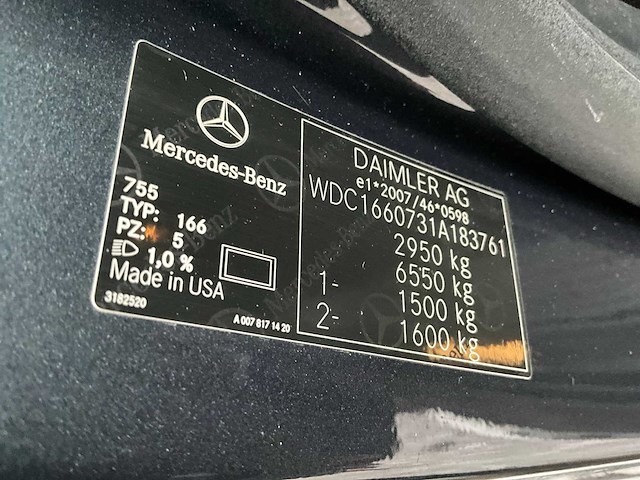 Mercedes-Benz
755
TYP: 166
PZ: 5
1,0 %
Made in USA
3182520
A 007 817 14 20
DAIMLER AG
e1*2007/46*0598
WDC1660731A183761
2950 kg
6550 kg
1- 1500 kg
2- 1600 kg